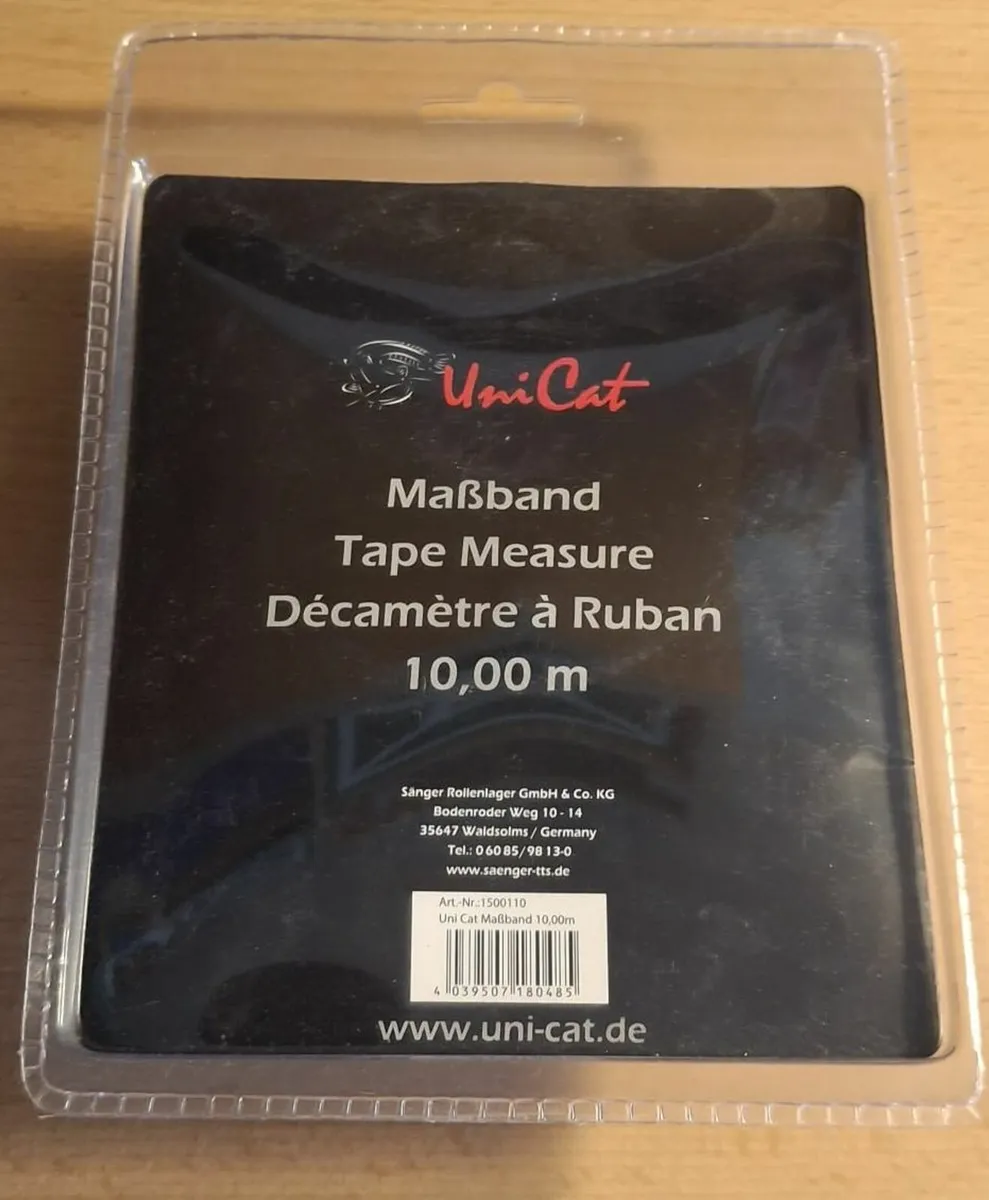 UniCat
Maßband
Tape Measure
Décamètre à Ruban
10,00 m
Sänger Rollenlager GmbH & Co. KG
Bodenroder Weg 10 - 14
35647 Waldsolms / Germany
Tel.: 0 60 85 / 98 13-0
www.saenger-tts.de
Art.-Nr.:1500110
Uni Cat Maßband 10,00m
4 039507 180485
www.uni-cat.de